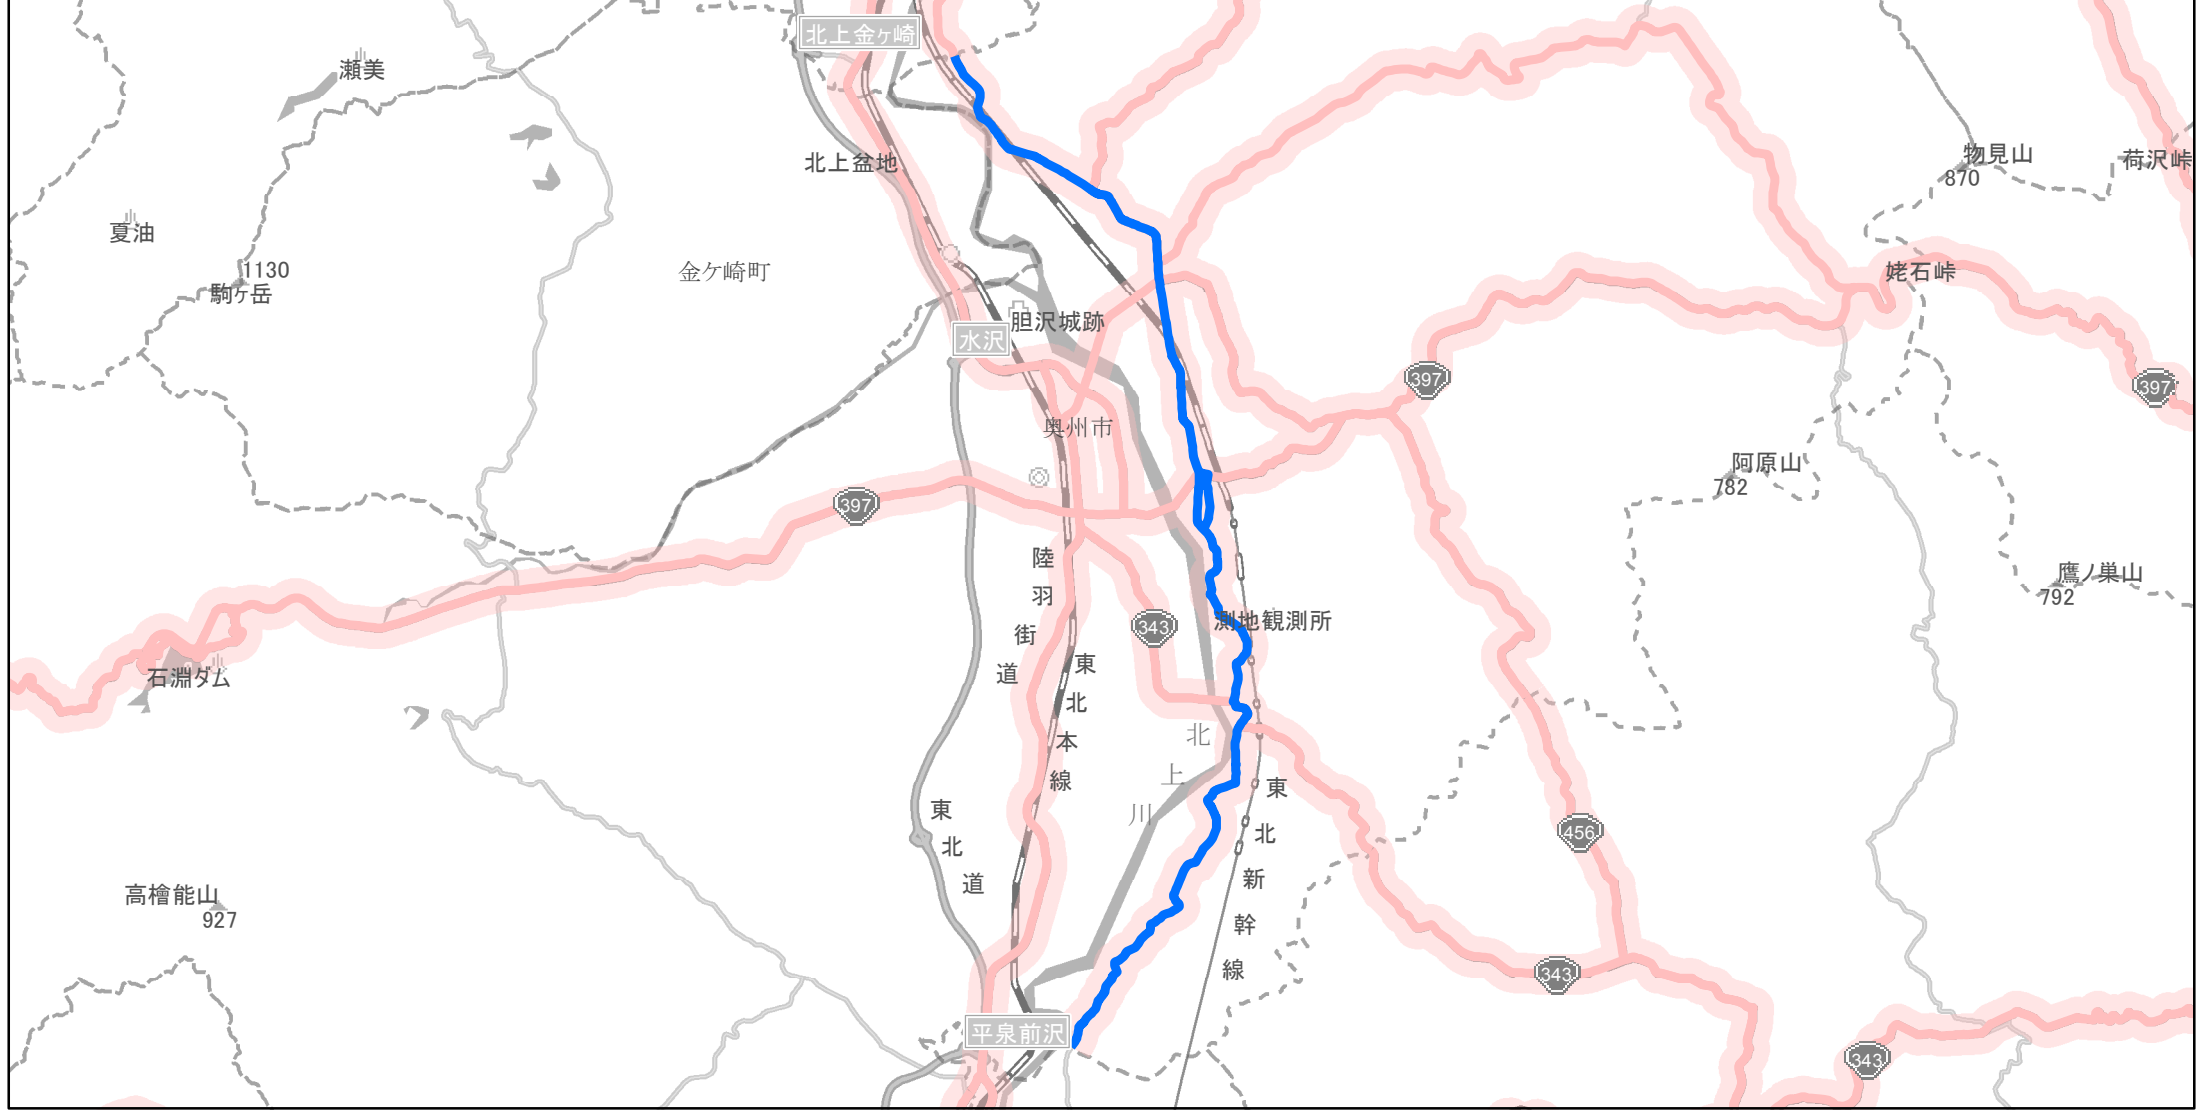 北上金ヶ崎
瀬美
物見山
870
荷沢峠
北上盆地
夏油
1130
駒ヶ岳
金ケ崎町
姥石峠
胆沢城跡
水沢
397
397
奥州市
阿原山
782
397
陸羽街道
鷹ノ巣山
792
測地観測所
343
石淵ダム
東北本線
北上川
東北新幹線
東北道
456
高檜能山
927
343
平泉前沢
343